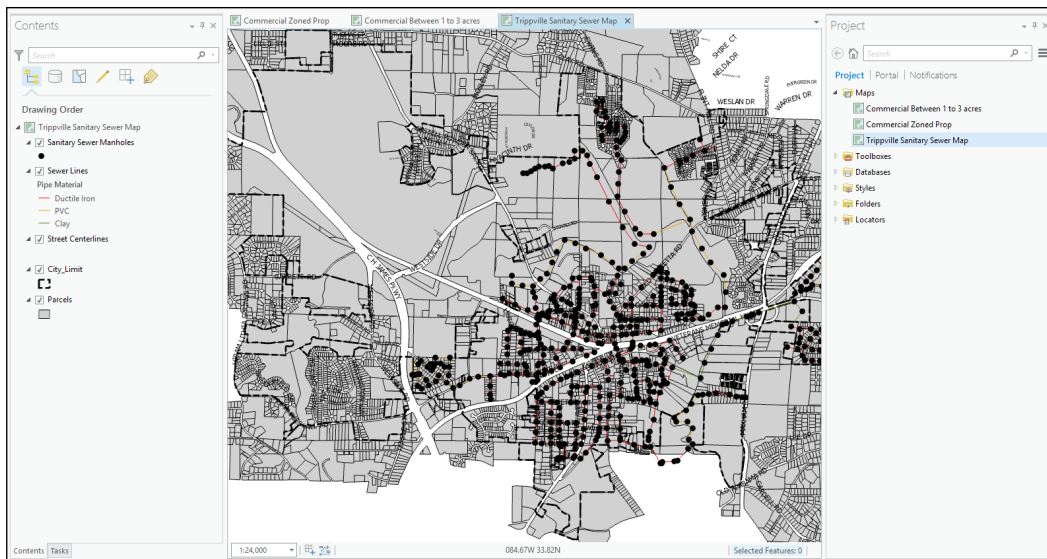 Contents
Search
Drawing Order
Trippville Sanitary Sewer Map
Sanitary Sewer Manholes
Sewer Lines
Pipe Material
Ductile Iron
PVC
Clay
Street Centerlines
City_Limit
Parcels
Contents
Tasks
Commercial Zoned Prop
Commercial Between 1 to 3 acres
Trippville Sanitary Sewer Map
SHIRE CT
NELDA DR
EVERGREEN DR
WARREN DR
WESLAN DR
C H JAMES PKWY
1:24,000
084.67W 33.82N
Selected Features: 0
Project
Search
Project
Portal
Notifications
Maps
Commercial Between 1 to 3 acres
Commercial Zoned Prop
Trippville Sanitary Sewer Map
Toolboxes
Databases
Styles
Folders
Locators